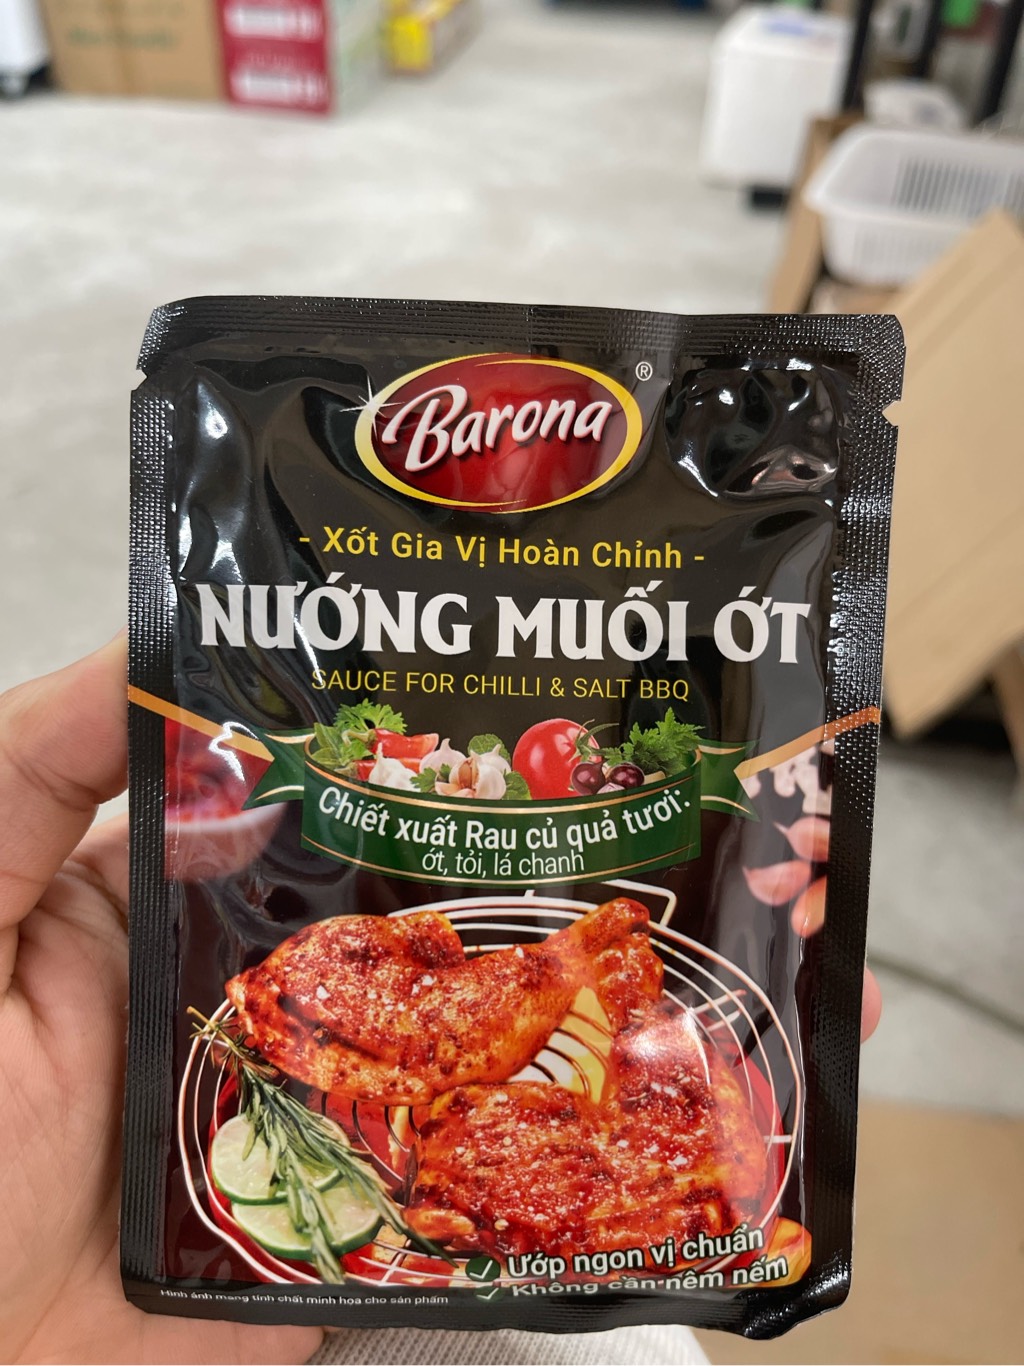 Barona
®
- Xốt Gia Vị Hoàn Chỉnh -
NƯỚNG MUỐI ỚT
SAUCE FOR CHILLI & SALT BBQ
Chiết xuất Rau củ quả tươi:
ớt, tỏi, lá chanh
Ướp ngon vị chuẩn
Không cần nêm nếm
Hình ảnh mang tính chất minh họa cho sản phẩm